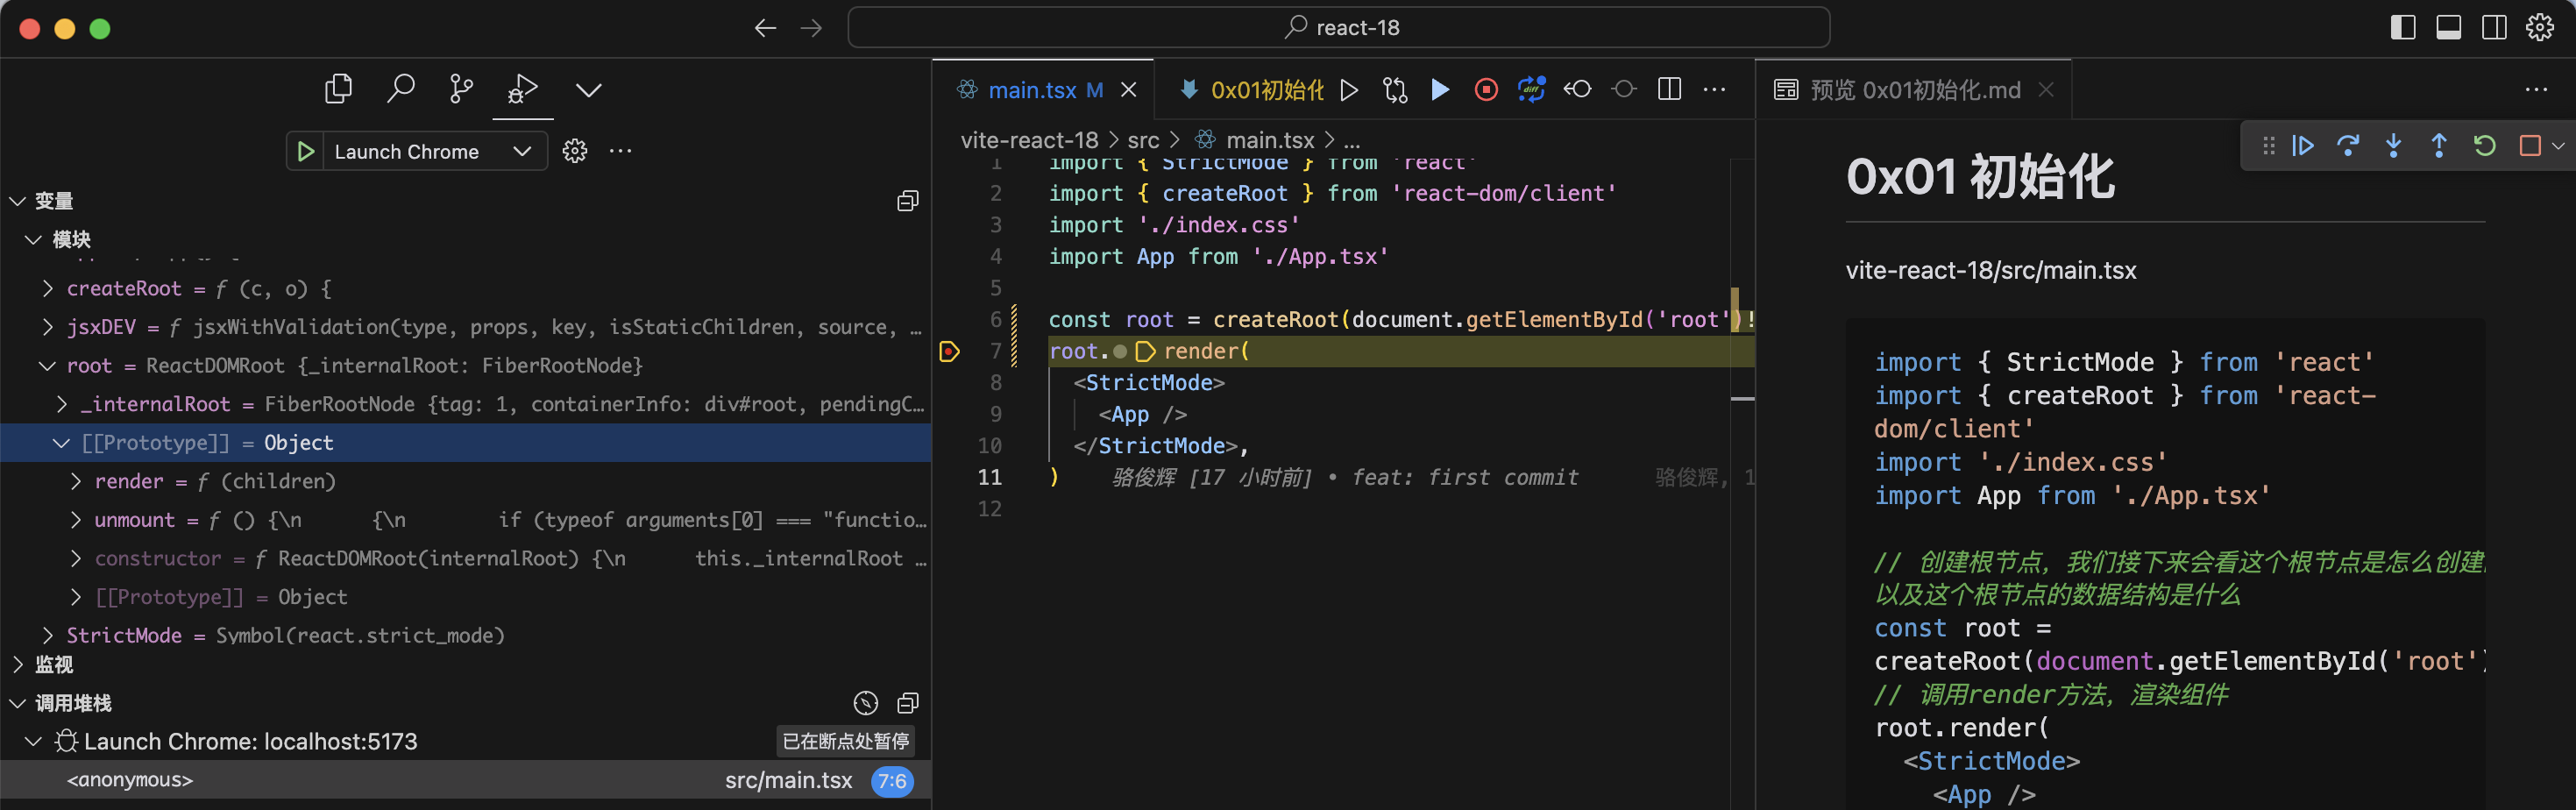 react-18
Launch Chrome
变量
模块
createRoot = f (c, o) {
jsxDEV = f jsxWithValidation(type, props, key, isStaticChildren, source, …
root = ReactDOMRoot {_internalRoot: FiberRootNode}
_internalRoot = FiberRootNode {tag: 1, containerInfo: div#root, pendingC…
[[Prototype]] = Object
render = f (children)
unmount = f () {\n      {\n        if (typeof arguments[0] === "functio…
constructor = f ReactDOMRoot(internalRoot) {\n      this._internalRoot …
[[Prototype]] = Object
StrictMode = Symbol(react.strict_mode)
监视
调用堆栈
Launch Chrome: localhost:5173 已在断点处暂停
<anonymous> src/main.tsx 7:6
main.tsx M 0x01初始化
vite-react-18 > src > main.tsx > ...
1 import { StrictMode } from 'react'
2 import { createRoot } from 'react-dom/client'
3 import './index.css'
4 import App from './App.tsx'
5
6 const root = createRoot(document.getElementById('root')!
7 root.render(
8   <StrictMode>
9     <App />
10   </StrictMode>,
11 ) 骆俊辉 [17 小时前] • feat: first commit 骆俊辉, 1
12
预览 0x01初始化.md
0x01 初始化
vite-react-18/src/main.tsx
import { StrictMode } from 'react'
import { createRoot } from 'react-
dom/client'
import './index.css'
import App from './App.tsx'
// 创建根节点，我们接下来会看这个根节点是怎么创建
以及这个根节点的数据结构是什么
const root =
createRoot(document.getElementById('root')
// 调用render方法，渲染组件
root.render(
  <StrictMode>
    <App />